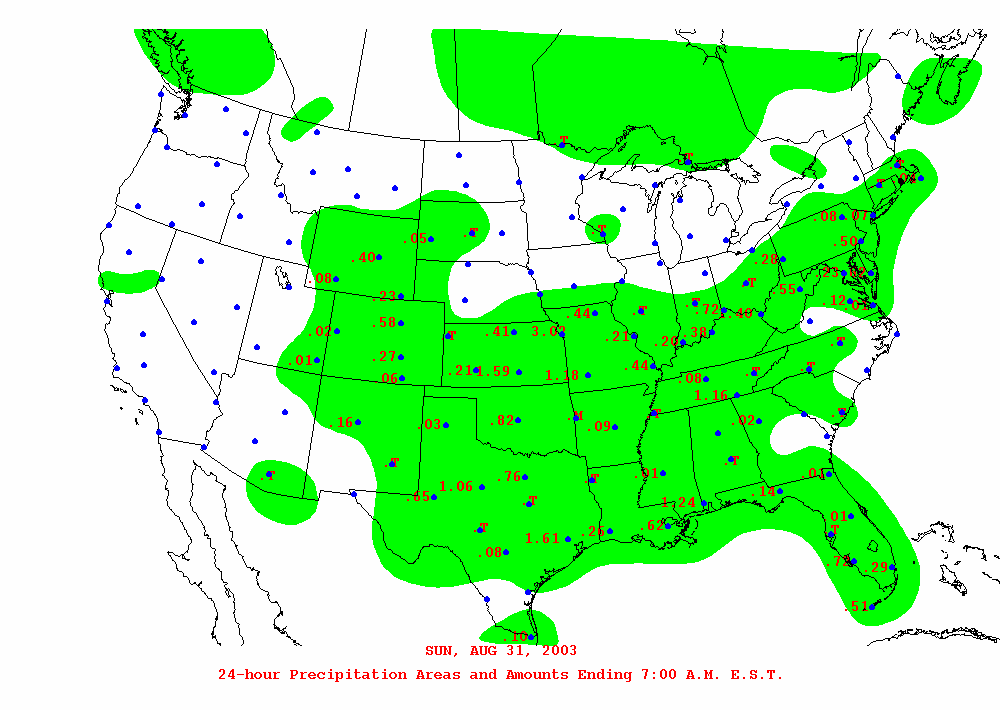 T
T
T
.04
T
.08 .07
.05 .T .T
.50
.40
.28
.08 .23 .02
T .55
.23
T .12 .01
.44 T .72 1.40
.58
.02 T .41 3.02 .21 .20 .38
T
.27
.01 .21 1.59 .44 T T
.06 1.18 .08
1.16
.16 .03 .82 M .09 T .02 T
.T .T
.T .76 .T .91 .01
1.06
.65 T 1.24 .14
.01
.T 1.61 .26 .62 T
.08 .72 .29
.51
.10
SUN, AUG 31, 2003
24-hour Precipitation Areas and Amounts Ending 7:00 A.M. E.S.T.